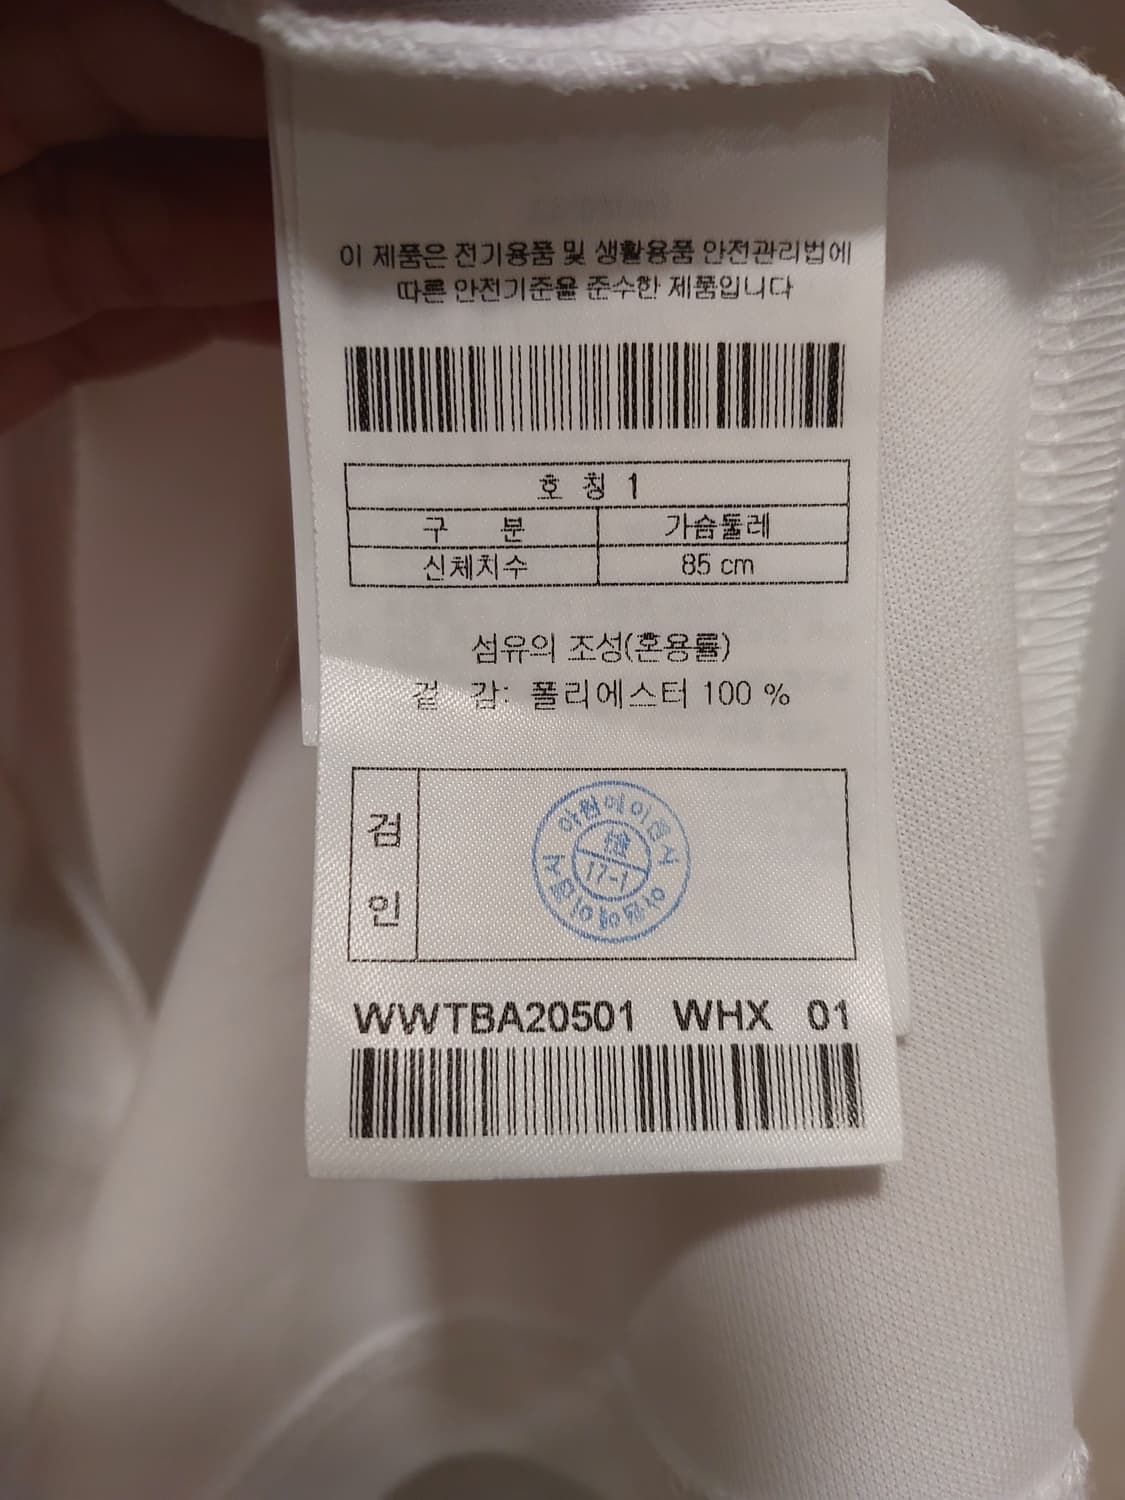 이 제품은 전기용품 및 생활용품 안전관리법에
따른 안전기준을 준수한 제품입니다
호 칭 1
구 분 가슴둘레
신체치수 85 cm
섬유의 조성(혼용률)
겉 감: 폴리에스터 100 %
검
인
檢
17-1
WWTBA20501 WHX 01